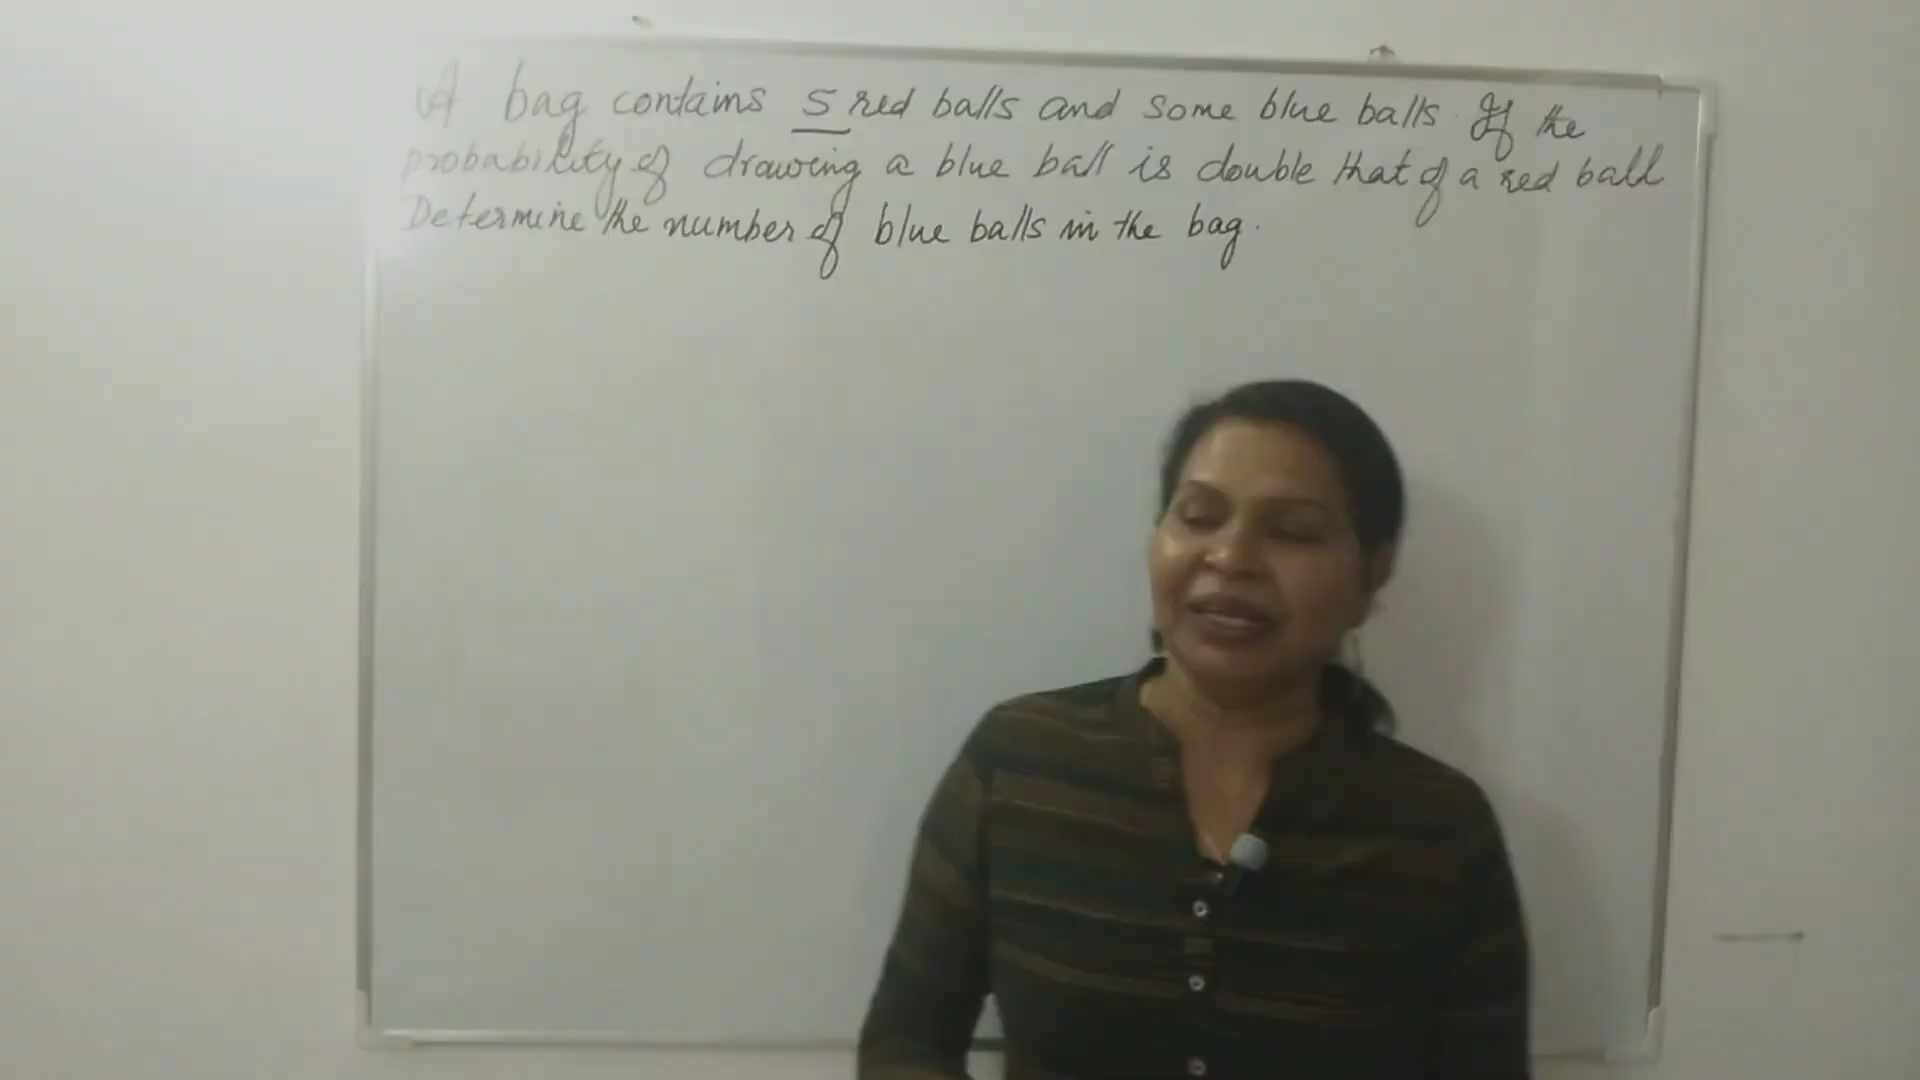 A bag contains 5 red balls and some blue balls. If the
probability of drawing a blue ball is double that of a red ball
Determine the number of blue balls in the bag.